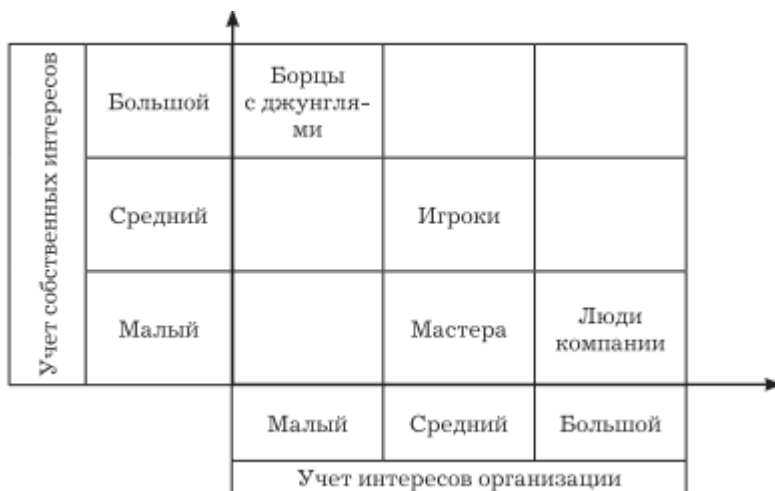 Учет собственных интересов
Большой
Борцы
с джунгля-
ми
Средний
Игроки
Малый
Мастера
Люди
компании
Малый
Средний
Большой
Учет интересов организации